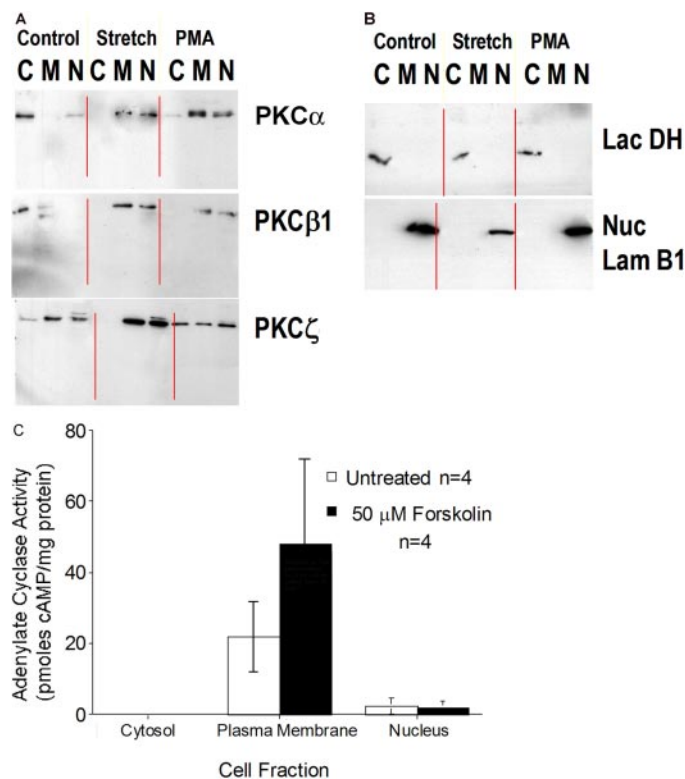 A
Control Stretch PMA
C M N C M N C M N
PKCα
PKCβ1
PKCζ
B
Control Stretch PMA
C M N C M N C M N
Lac DH
Nuc
Lam B1
C
Adenylate Cyclase Activity
(pmoles cAMP/mg protein)
80
60
40
20
0
Untreated n=4
50 μM Forskolin
n=4
Cytosol Plasma Membrane Nucleus
Cell Fraction